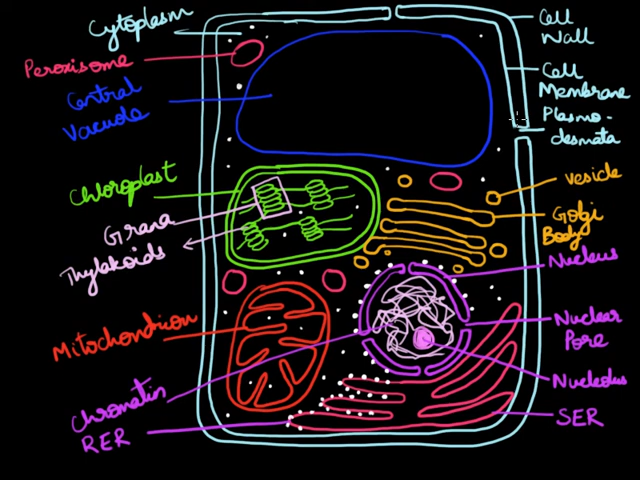 Cytoplasm
Peroxisome
Central
Vacuole
Chloroplast
Grana
Thylakoids
Mitochondrion
Chromatin
RER
Cell
Wall
Cell
Membrane
Plasmo-
desmata
Vesicle
Golgi
Body
Nucleus
Nuclear
Pore
Nucleolus
SER